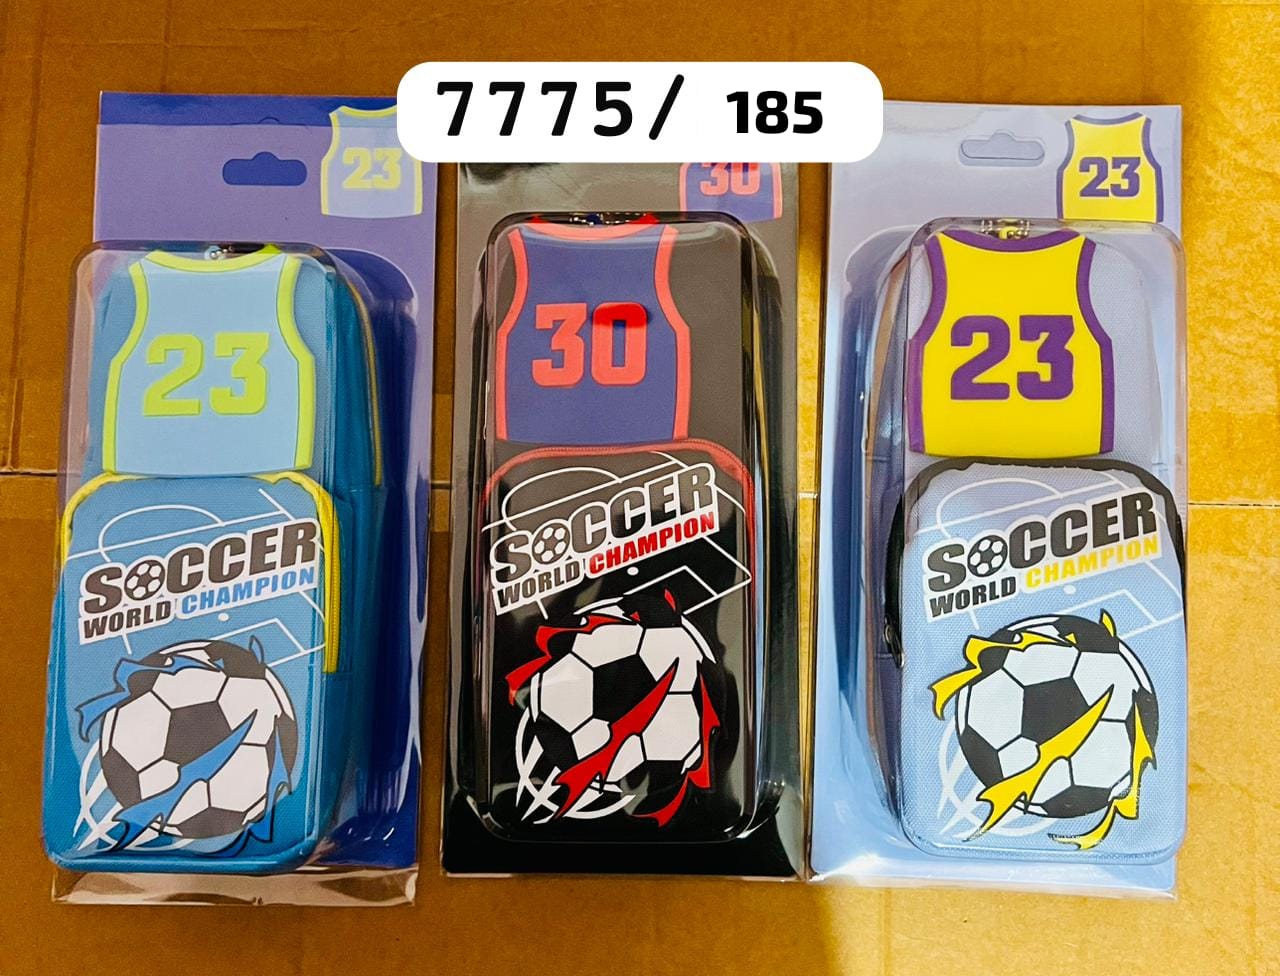 7775/ 185
23
30
23
23
30
23
SOCCER
WORLD CHAMPION
SOCCER
WORLD CHAMPION
SOCCER
WORLD CHAMPION